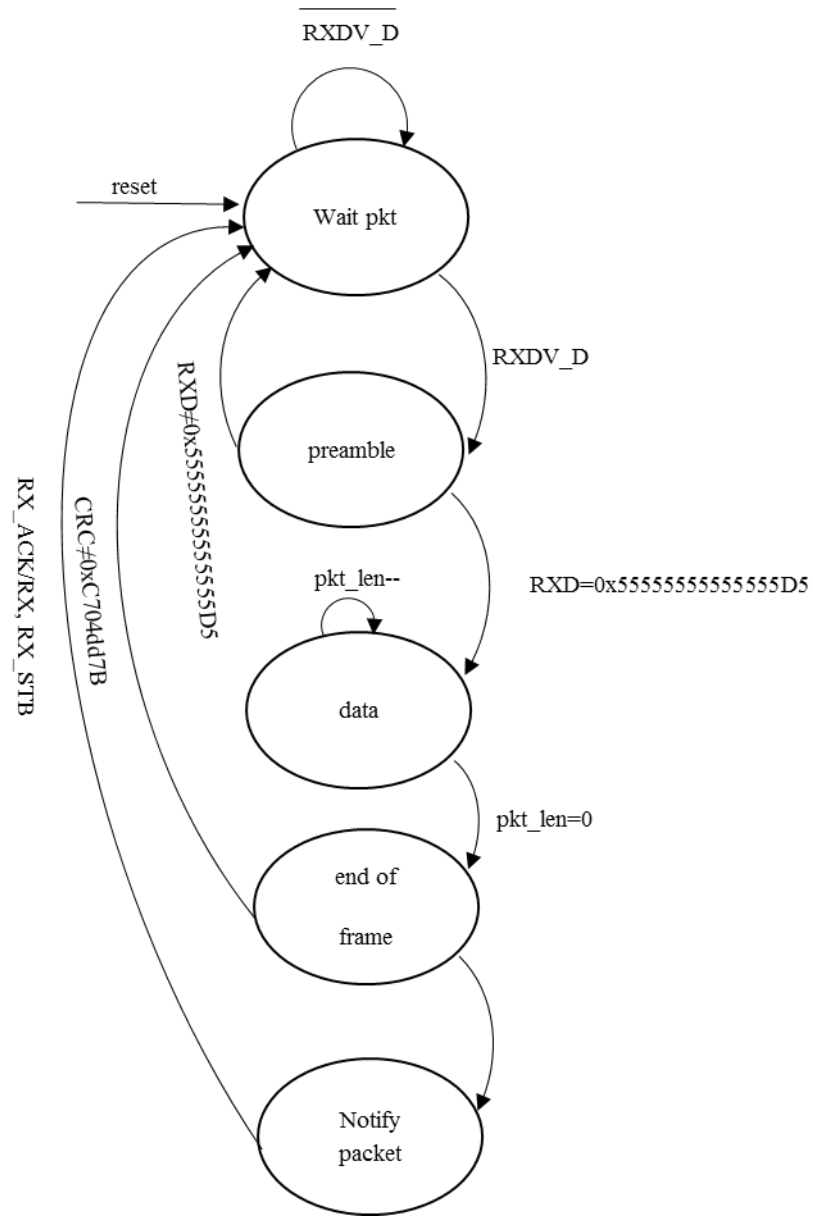 RXDV_D
reset
Wait pkt
RXDV_D
RXD≠0x55555555555555D5
preamble
RX_ACK/RX, RX_STB
CRC≠0xC704dd7B
pkt_len--
RXD=0x55555555555555D5
data
pkt_len=0
end of
frame
Notify
packet